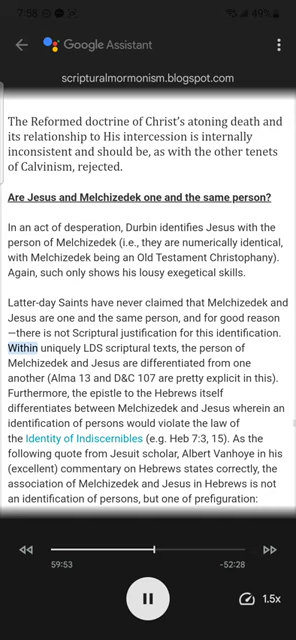 7:58
49%
Google Assistant
scripturalmormonism.blogspot.com
The Reformed doctrine of Christ's atoning death and
its relationship to His intercession is internally
inconsistent and should be, as with the other tenets
of Calvinism, rejected.
Are Jesus and Melchizedek one and the same person?
In an act of desperation, Durbin identifies Jesus with the
person of Melchizedek (i.e., they are numerically identical,
with Melchizedek being an Old Testament Christophany).
Again, such only shows his lousy exegetical skills.
Latter-day Saints have never claimed that Melchizedek and
Jesus are one and the same person, and for good reason
—there is not Scriptural justification for this identification.
Within uniquely LDS scriptural texts, the person of
Melchizedek and Jesus are differentiated from one
another (Alma 13 and D&C 107 are pretty explicit in this).
Furthermore, the epistle to the Hebrews itself
differentiates between Melchizedek and Jesus wherein an
identification of persons would violate the law of
the Identity of Indiscernibles (e.g. Heb 7:3, 15). As the
following quote from Jesuit scholar, Albert Vanhoye in his
(excellent) commentary on Hebrews states correctly, the
association of Melchizedek and Jesus in Hebrews is not
an identification of persons, but one of prefiguration:
59:53
-52:28
1.5x